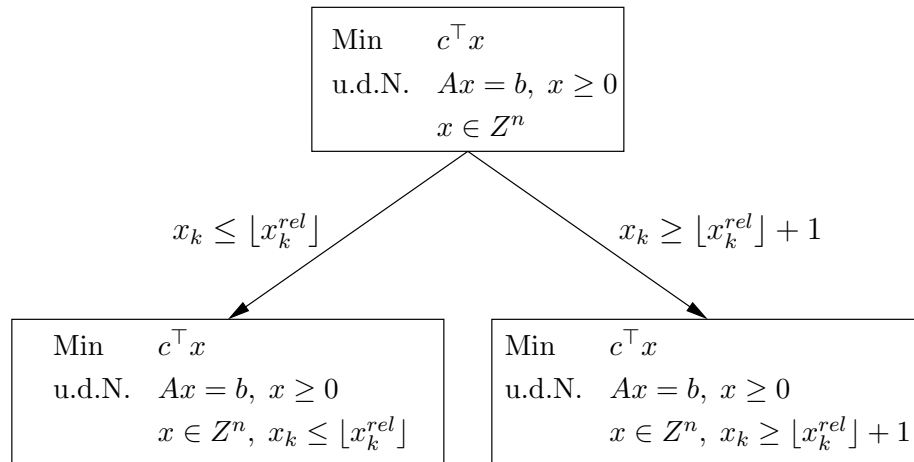 Min c^⊤ x
u.d.N. Ax = b, x ≥ 0
x ∈ Z^n
x_k ≤ ⌊x_k^{rel}⌋
x_k ≥ ⌊x_k^{rel}⌋ + 1
Min c^⊤ x
u.d.N. Ax = b, x ≥ 0
x ∈ Z^n, x_k ≤ ⌊x_k^{rel}⌋
Min c^⊤ x
u.d.N. Ax = b, x ≥ 0
x ∈ Z^n, x_k ≥ ⌊x_k^{rel}⌋ + 1